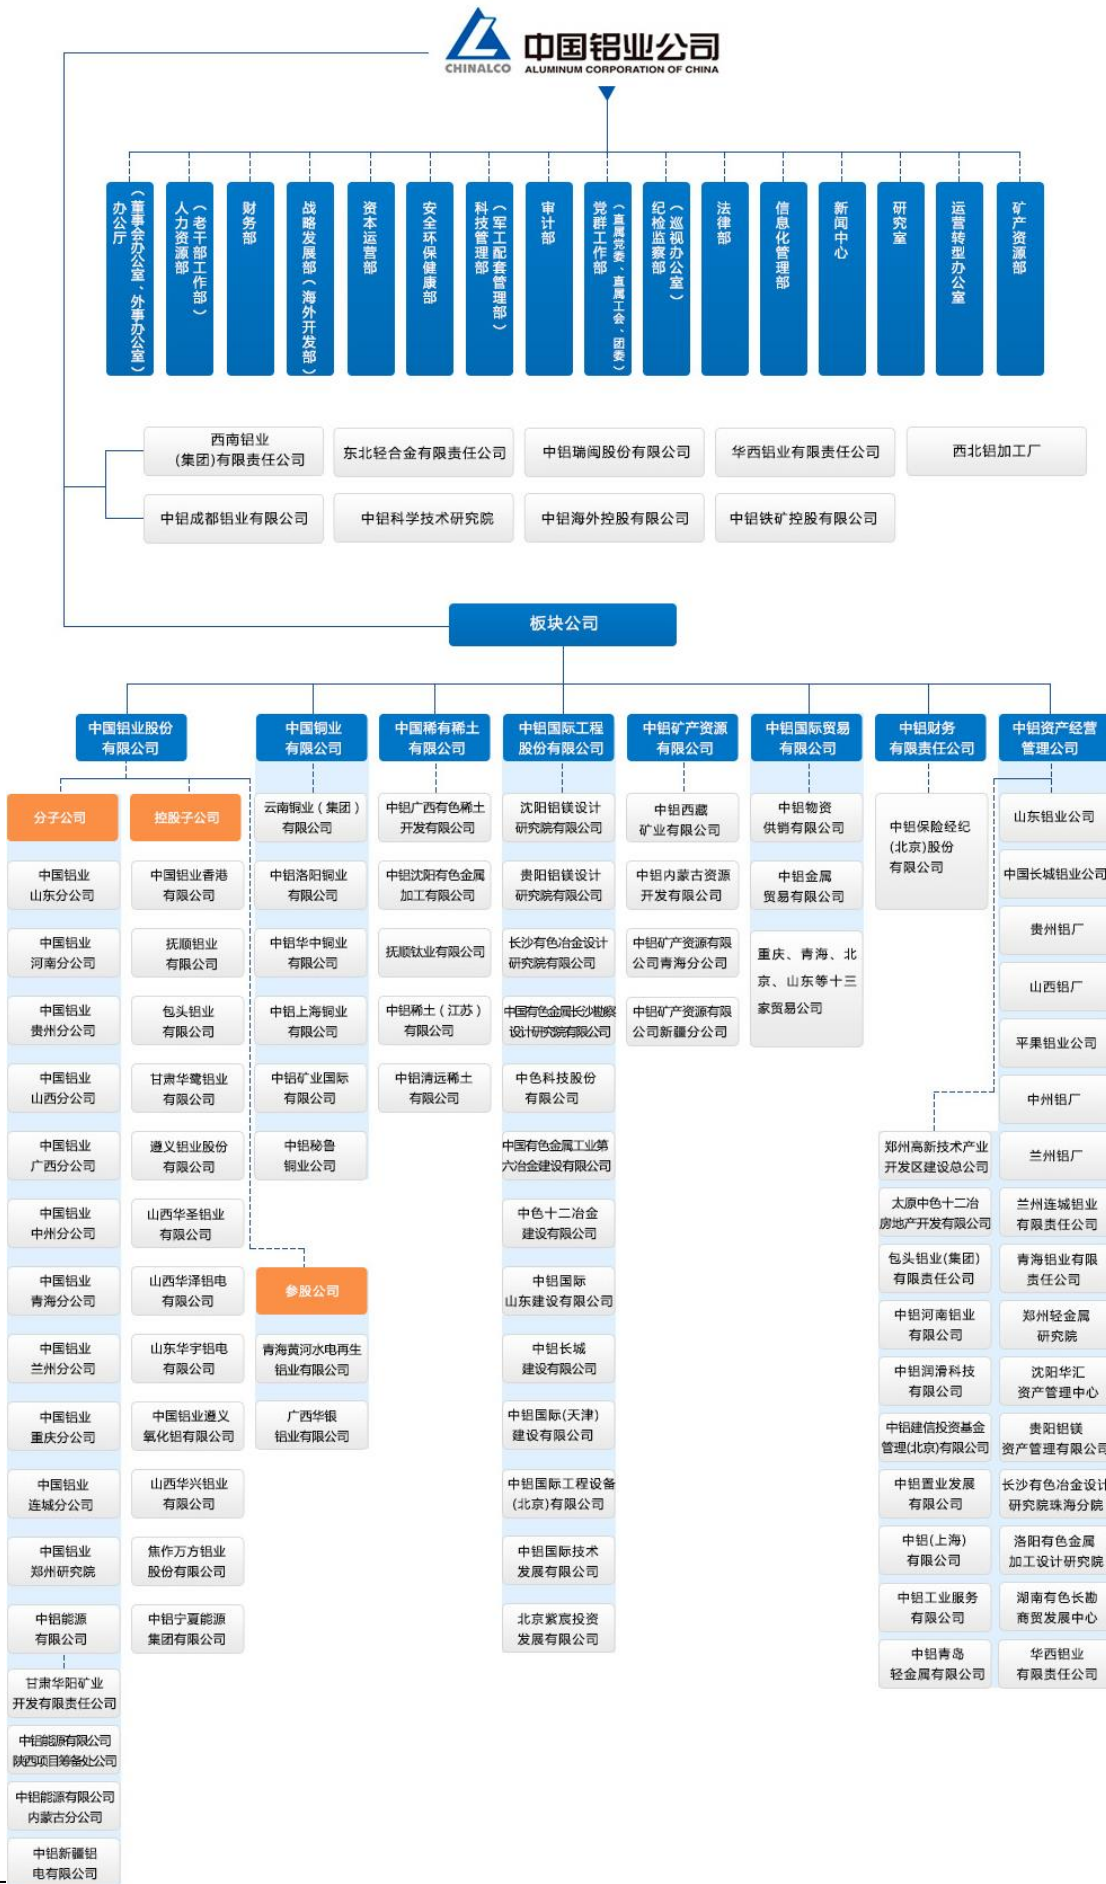 中国铝业公司
CHINALCO
ALUMINUM CORPORATION OF CHINA
办公厅
（董事会办公室、外事办公室）
人力资源部
（老干部工作部）
财务部
战略发展部（海外开发部）
资本运营部
安全环保健康部
科技管理部
（军工配套管理部）
审计部
党群工作部
（直属党委、直属工会、团委）
纪检监察部
（巡视办公室）
法律部
信息化管理部
新闻中心
研究室
运营转型办公室
矿产资源部
西南铝业
(集团)有限责任公司
东北轻合金有限责任公司
中铝瑞闽股份有限公司
华西铝业有限责任公司
西北铝加工厂
中铝成都铝业有限公司
中铝科学技术研究院
中铝海外控股有限公司
中铝铁矿控股有限公司
板块公司
中国铝业股份
有限公司
中国铜业
有限公司
中国稀有稀土
有限公司
中铝国际工程
股份有限公司
中铝矿产资源
有限公司
中铝国际贸易
有限公司
中铝财务
有限责任公司
中铝资产经营
管理公司
分子公司
中国铝业
山东分公司
中国铝业
河南分公司
中国铝业
贵州分公司
中国铝业
山西分公司
中国铝业
广西分公司
中国铝业
中州分公司
中国铝业
青海分公司
中国铝业
兰州分公司
中国铝业
重庆分公司
中国铝业
连城分公司
中国铝业
郑州研究院
中铝能源
有限公司
甘肃华阳矿业
开发有限责任公司
中铝能源有限公司
陕西项目筹备处公司
中铝能源有限公司
内蒙古分公司
中铝新疆铝
电有限公司
控股子公司
中国铝业香港
有限公司
抚顺铝业
有限公司
包头铝业
有限公司
甘肃华鹭铝业
有限公司
遵义铝业股份
有限公司
山西华圣铝业
有限公司
山西华泽铝电
有限公司
山东华宇铝电
有限公司
中国铝业遵义
氧化铝有限公司
山西华兴铝业
有限公司
焦作万方铝业
股份有限公司
中铝宁夏能源
集团有限公司
云南铜业（集团）
有限公司
中铝洛阳铜业
有限公司
中铝华中铜业
有限公司
中铝上海铜业
有限公司
中铝矿业国际
有限公司
中铝秘鲁
铜业公司
参股公司
青海黄河水电再生
铝业有限公司
广西华银
铝业有限公司
中铝广西有色稀土
开发有限公司
中铝沈阳有色金属
加工有限公司
抚顺钛业有限公司
中铝稀土（江苏）
有限公司
中铝清远稀土
有限公司
沈阳铝镁设计
研究院有限公司
贵阳铝镁设计
研究院有限公司
长沙有色冶金设计
研究院有限公司
中国有色金属长沙勘察
设计研究院有限公司
中色科技股份
有限公司
中国有色金属工业第
六冶金建设有限公司
中色十二冶金
建设有限公司
中铝国际
山东建设有限公司
中铝长城
建设有限公司
中铝国际(天津)
建设有限公司
中铝国际工程设备
(北京)有限公司
中铝国际技术
发展有限公司
北京紫宸投资
发展有限公司
中铝西藏
矿业有限公司
中铝内蒙古资源
开发有限公司
中铝矿产资源有限
公司青海分公司
中铝矿产资源有限
公司新疆分公司
中铝物资
供销有限公司
中铝金属
贸易有限公司
重庆、青海、北
京、山东等十三
家贸易公司
中铝保险经纪
(北京)股份
有限公司
郑州高新技术产业
开发区建设总公司
太原中色十二冶
房地产开发有限公司
包头铝业(集团)
有限责任公司
中铝河南铝业
有限公司
中铝润滑科技
有限公司
中铝建信投资基金
管理(北京)有限公司
中铝置业发展
有限公司
中铝(上海)
有限公司
中铝工业服务
有限公司
中铝青岛
轻金属有限公司
山东铝业公司
中国长城铝业公司
贵州铝厂
山西铝厂
平果铝业公司
中州铝厂
兰州铝厂
兰州连城铝业
有限责任公司
青海铝业有限
责任公司
郑州轻金属
研究院
沈阳华汇
资产管理中心
贵阳铝镁
资产管理有限公司
长沙有色冶金设计
研究院珠海分院
洛阳有色金属
加工设计研究院
湖南有色长勘
商贸发展中心
华西铝业
有限责任公司